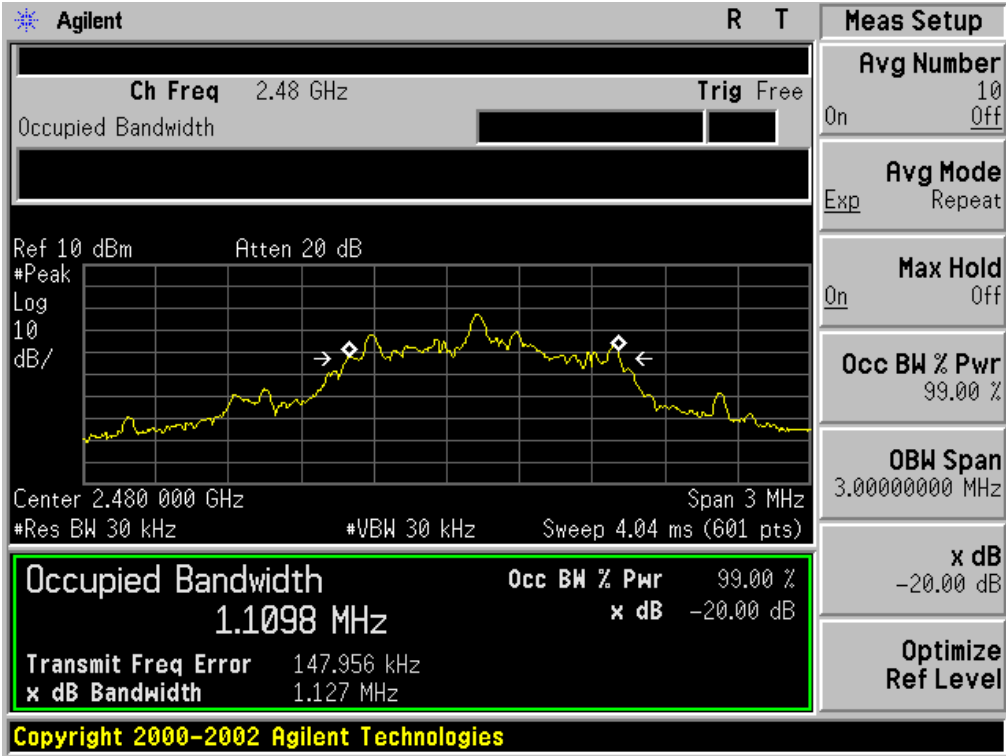 Agilent R T
Ch Freq 2.48 GHz Trig Free
Occupied Bandwidth
Ref 10 dBm Atten 20 dB
#Peak
Log
10
dB/
Center 2.480 000 GHz Span 3 MHz
#Res BW 30 kHz #VBW 30 kHz Sweep 4.04 ms (601 pts)
Occupied Bandwidth
1.1098 MHz
Occ BW % Pwr 99.00 %
x dB -20.00 dB
Transmit Freq Error 147.956 kHz
x dB Bandwidth 1.127 MHz
Copyright 2000-2002 Agilent Technologies
Meas Setup
Avg Number
10
On Off
Avg Mode
Exp Repeat
Max Hold
On Off
Occ BW % Pwr
99.00 %
OBW Span
3.00000000 MHz
x dB
-20.00 dB
Optimize
Ref Level